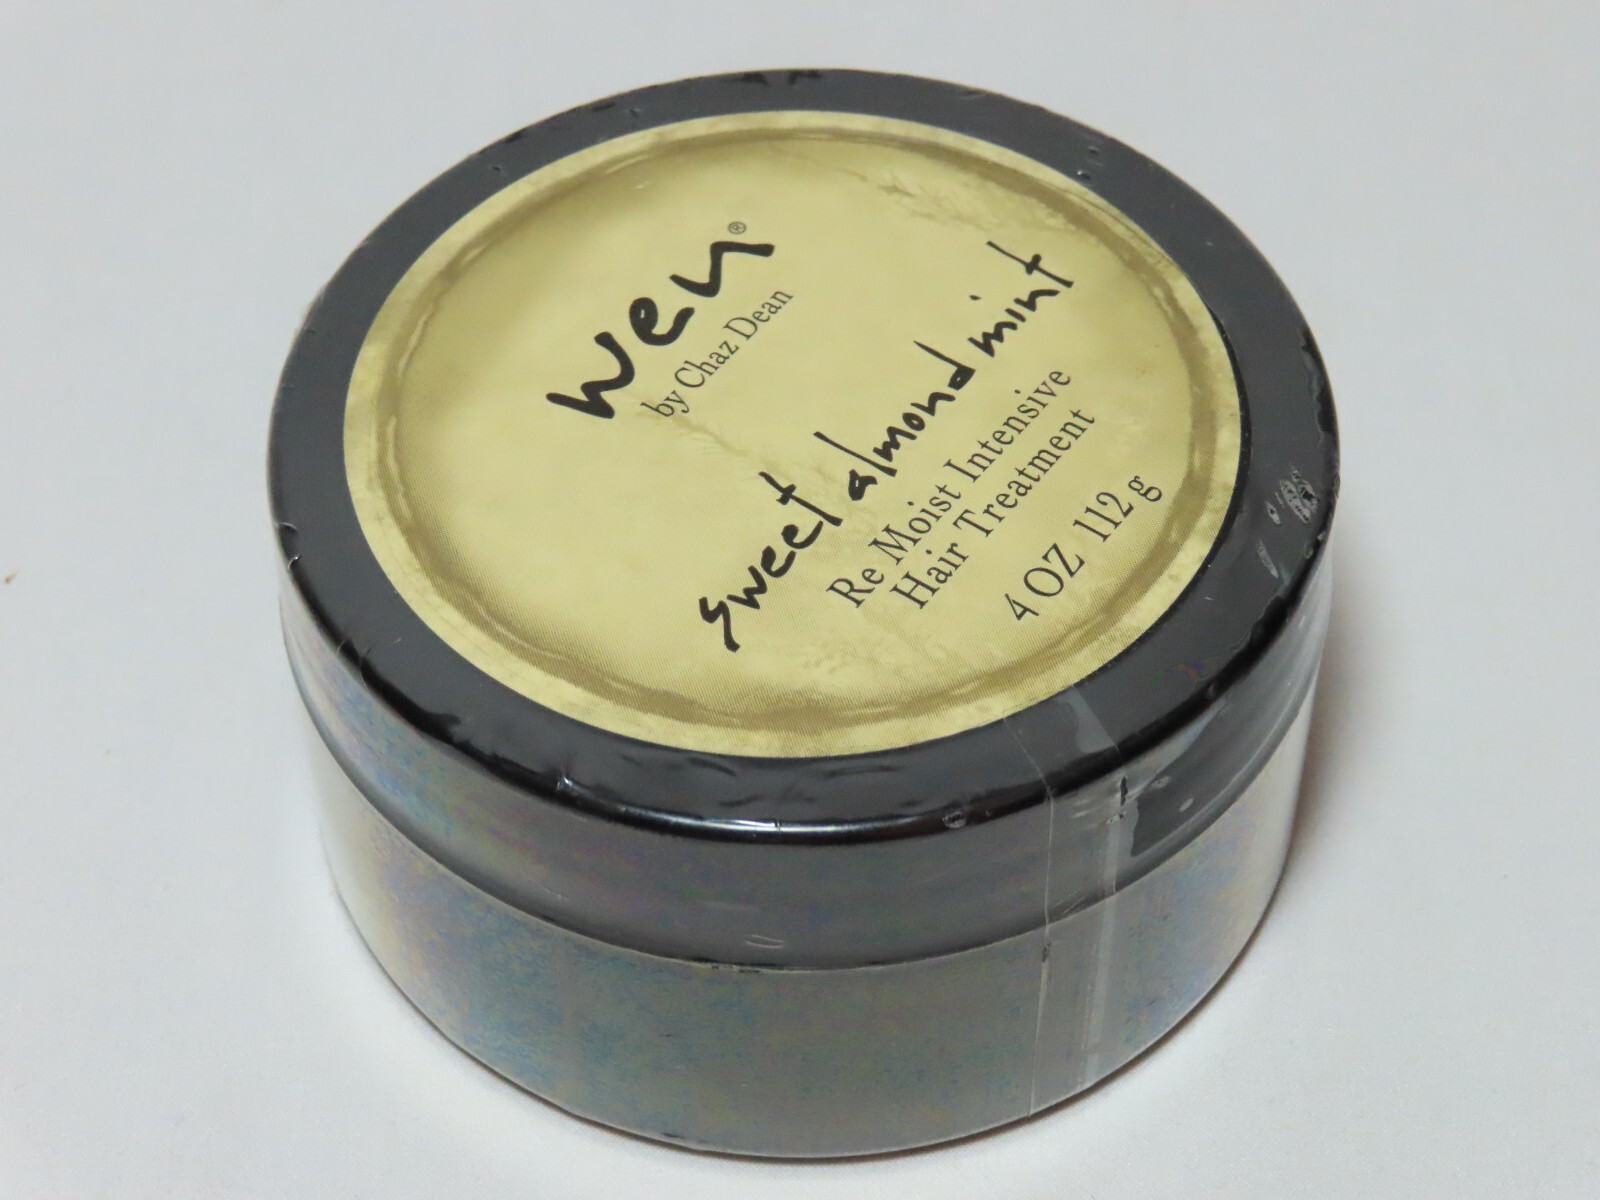 wen®
by Chaz Dean
sweet almond mint
Re Moist Intensive
Hair Treatment
4 OZ 112 g